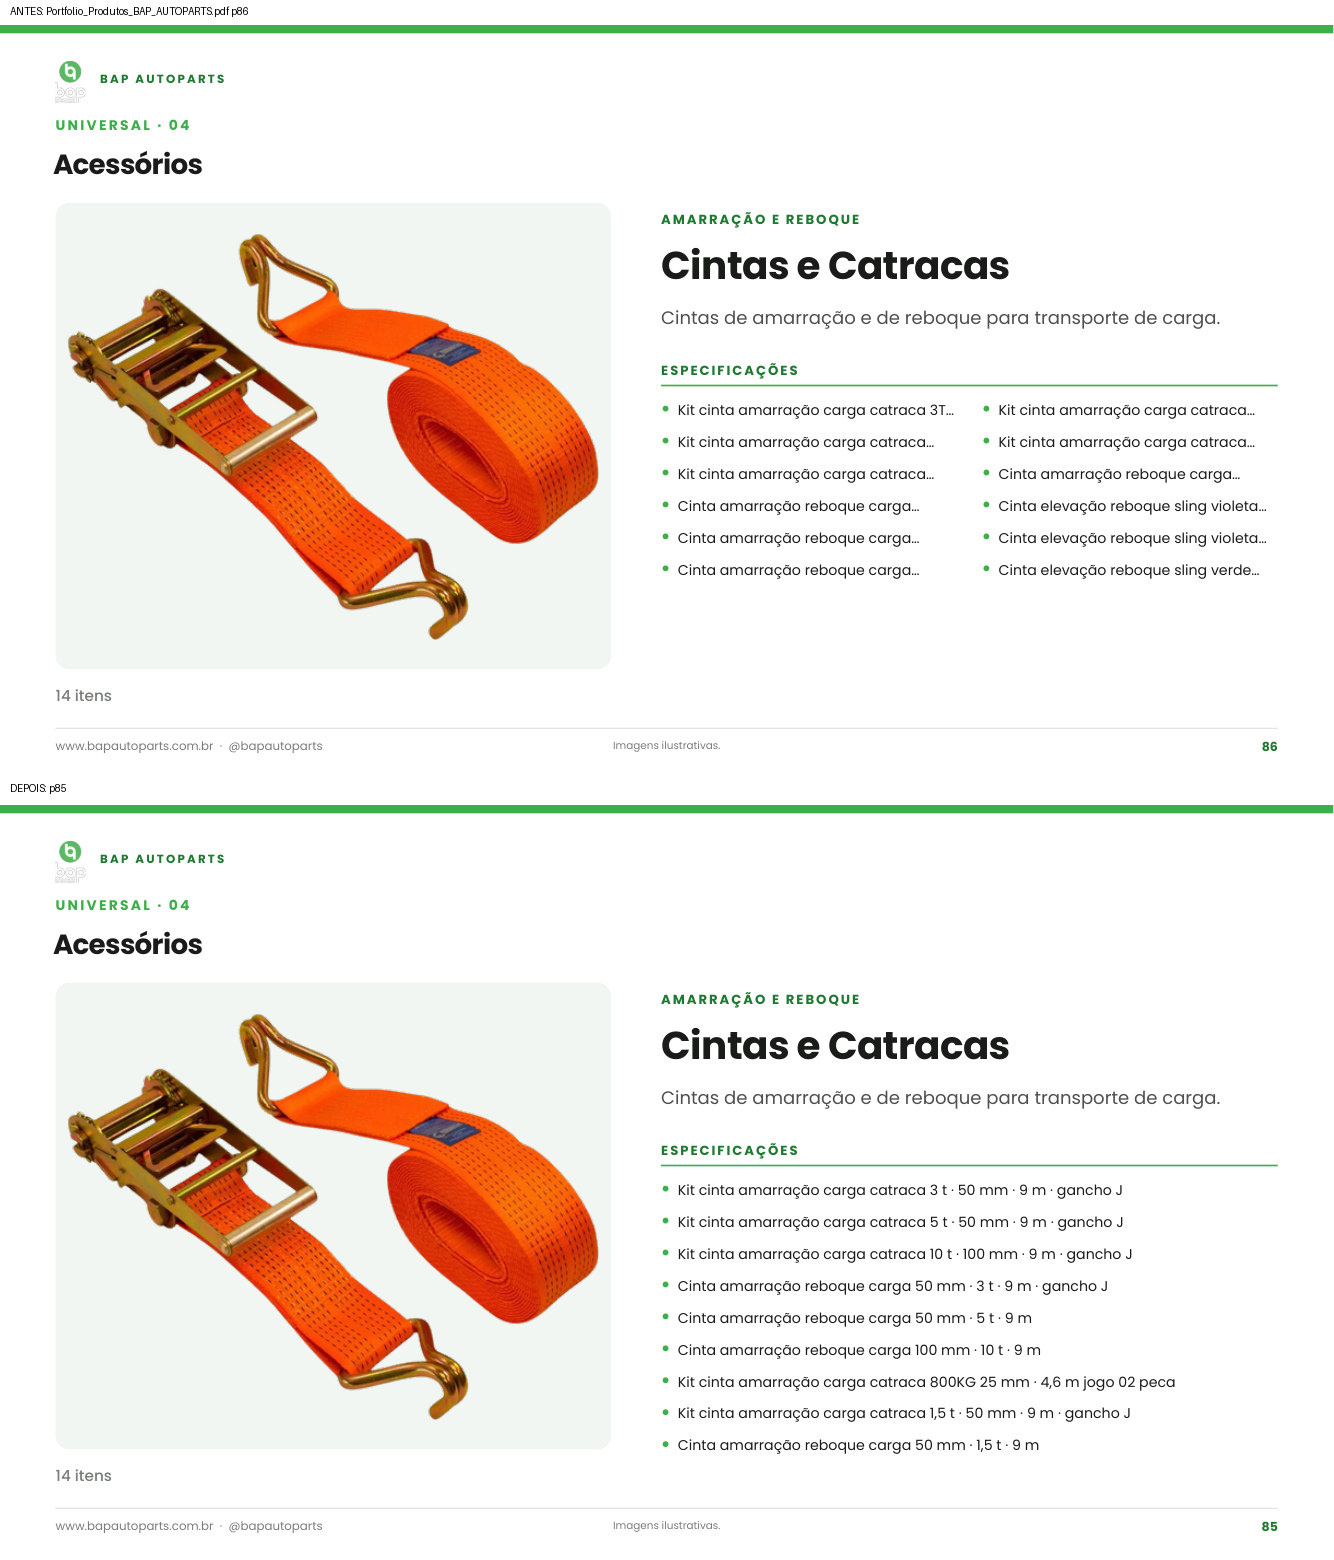 ANTES: Portfolio_Produtos_BAP_AUTOPARTS.pdf p86
bap
BAP AUTOPARTS
UNIVERSAL · 04
Acessórios
AMARRAÇÃO E REBOQUE
Cintas e Catracas
Cintas de amarração e de reboque para transporte de carga.
ESPECIFICAÇÕES
• Kit cinta amarração carga catraca 3T…
• Kit cinta amarração carga catraca…
• Kit cinta amarração carga catraca…
• Cinta amarração reboque carga…
• Cinta amarração reboque carga…
• Cinta amarração reboque carga…
• Kit cinta amarração carga catraca…
• Kit cinta amarração carga catraca…
• Cinta amarração reboque carga…
• Cinta elevação reboque sling violeta…
• Cinta elevação reboque sling violeta…
• Cinta elevação reboque sling verde…
14 itens
www.bapautoparts.com.br · @bapautoparts
Imagens ilustrativas.
86
DEPOIS: p85
bap
BAP AUTOPARTS
UNIVERSAL · 04
Acessórios
AMARRAÇÃO E REBOQUE
Cintas e Catracas
Cintas de amarração e de reboque para transporte de carga.
ESPECIFICAÇÕES
• Kit cinta amarração carga catraca 3 t · 50 mm · 9 m · gancho J
• Kit cinta amarração carga catraca 5 t · 50 mm · 9 m · gancho J
• Kit cinta amarração carga catraca 10 t · 100 mm · 9 m · gancho J
• Cinta amarração reboque carga 50 mm · 3 t · 9 m · gancho J
• Cinta amarração reboque carga 50 mm · 5 t · 9 m
• Cinta amarração reboque carga 100 mm · 10 t · 9 m
• Kit cinta amarração carga catraca 800KG 25 mm · 4,6 m jogo 02 peca
• Kit cinta amarração carga catraca 1,5 t · 50 mm · 9 m · gancho J
• Cinta amarração reboque carga 50 mm · 1,5 t · 9 m
14 itens
www.bapautoparts.com.br · @bapautoparts
Imagens ilustrativas.
85